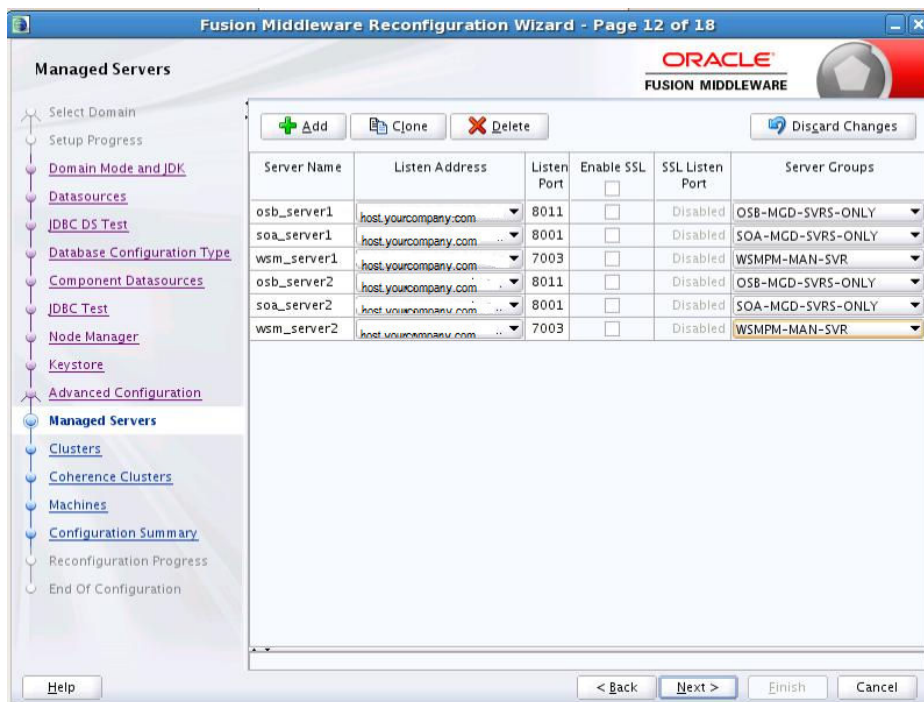 Fusion Middleware Reconfiguration Wizard - Page 12 of 18
Managed Servers
ORACLE
FUSION MIDDLEWARE
Select Domain
Setup Progress
Domain Mode and JDK
Datasources
JDBC DS Test
Database Configuration Type
Component Datasources
JDBC Test
Node Manager
Keystore
Advanced Configuration
Managed Servers
Clusters
Coherence Clusters
Machines
Configuration Summary
Reconfiguration Progress
End Of Configuration
Add Clone Delete Discard Changes
Server Name Listen Address Listen Port Enable SSL SSL Listen Port Server Groups
osb_server1 host.yourcompany.com 8011 Disabled OSB-MGD-SVRS-ONLY
soa_server1 host.yourcompany.com 8001 Disabled SOA-MGD-SVRS-ONLY
wsm_server1 host.yourcompany.com 7003 Disabled WSMPM-MAN-SVR
osb_server2 host.yourcompany.com 8011 Disabled OSB-MGD-SVRS-ONLY
soa_server2 host.yourcompany.com 8001 Disabled SOA-MGD-SVRS-ONLY
wsm_server2 host.yourcompany.com 7003 Disabled WSMPM-MAN-SVR
Help < Back Next > Finish Cancel